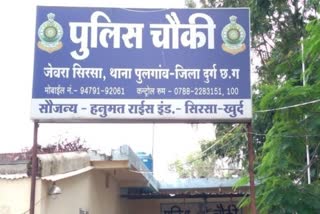 पुलिस चौकी
जेवरा सिरसा, थाना पुलगांव-जिला दुर्ग छ.ग
मोबाईल नं.- 94791-92061 कन्ट्रोल रुम - 0788-2283151, 100
सौजन्य - हनुमत राईस इंड.- सिरसा-खुर्द
पुलिस चौकी